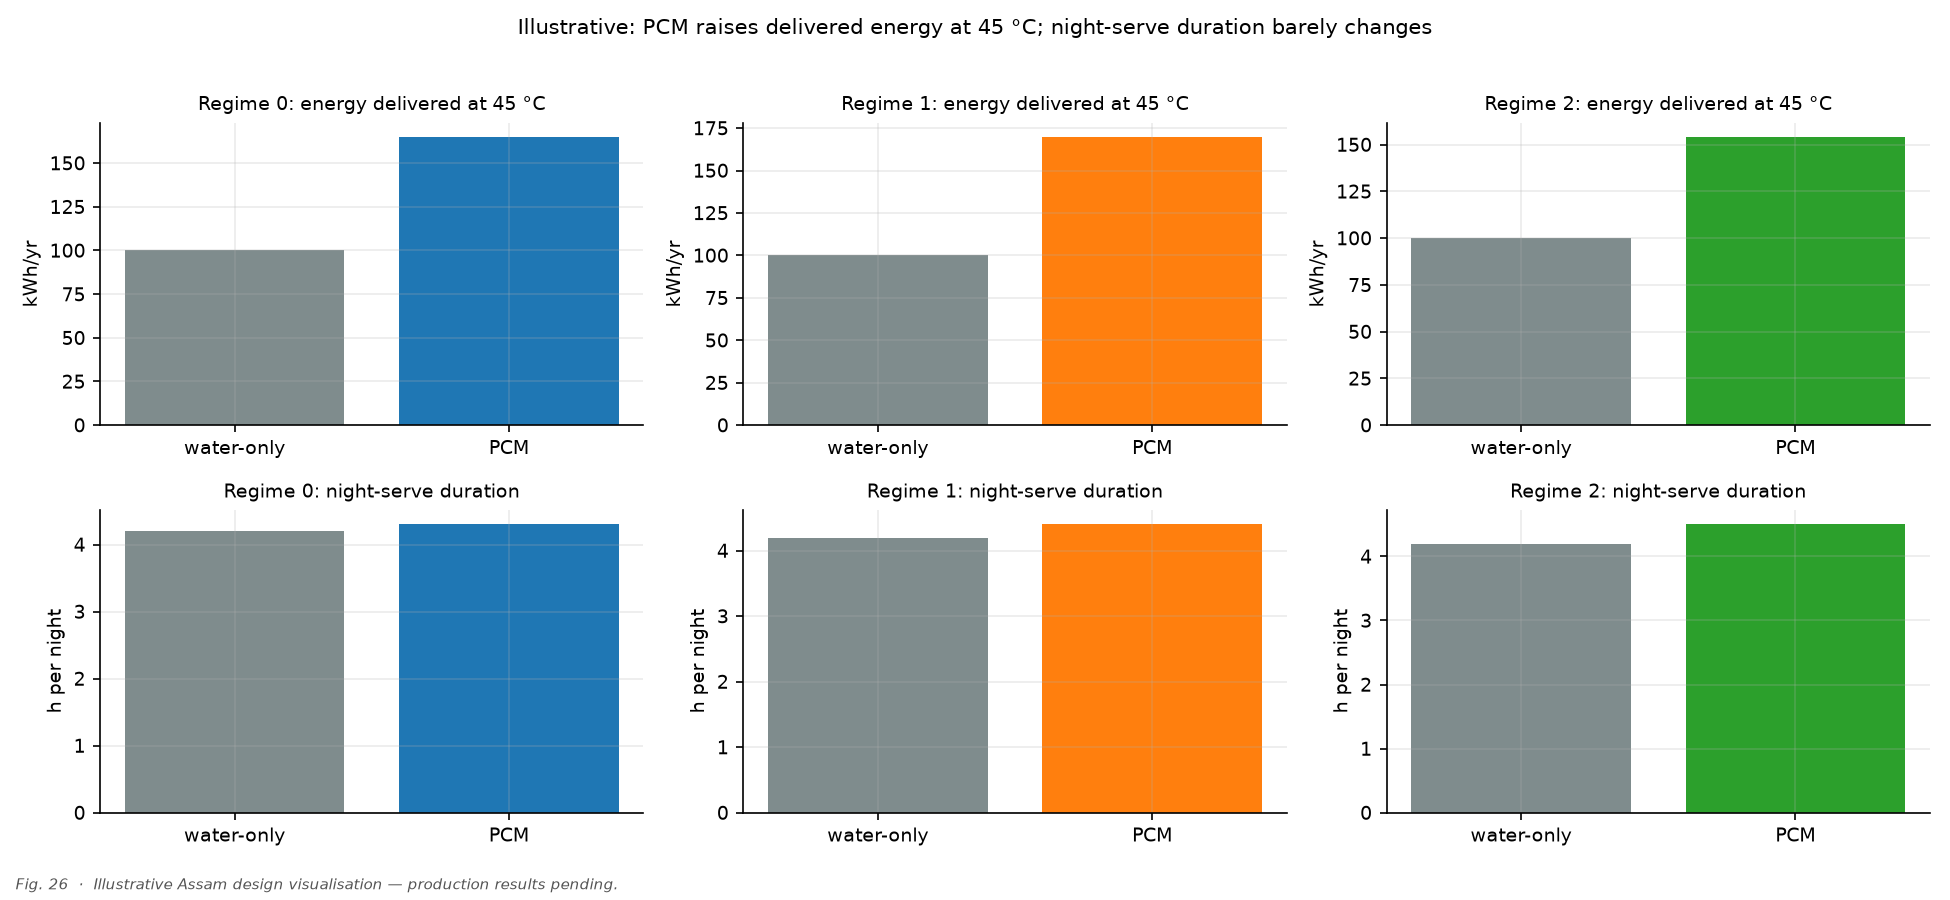 Illustrative: PCM raises delivered energy at 45 °C; night-serve duration barely changes
Regime 0: energy delivered at 45 °C
kWh/yr
150
125
100
75
50
25
0
water-only PCM
Regime 1: energy delivered at 45 °C
kWh/yr
175
150
125
100
75
50
25
0
water-only PCM
Regime 2: energy delivered at 45 °C
kWh/yr
150
125
100
75
50
25
0
water-only PCM
Regime 0: night-serve duration
h per night
4
3
2
1
0
water-only PCM
Regime 1: night-serve duration
h per night
4
3
2
1
0
water-only PCM
Regime 2: night-serve duration
h per night
4
3
2
1
0
water-only PCM
Fig. 26 · Illustrative Assam design visualisation — production results pending.